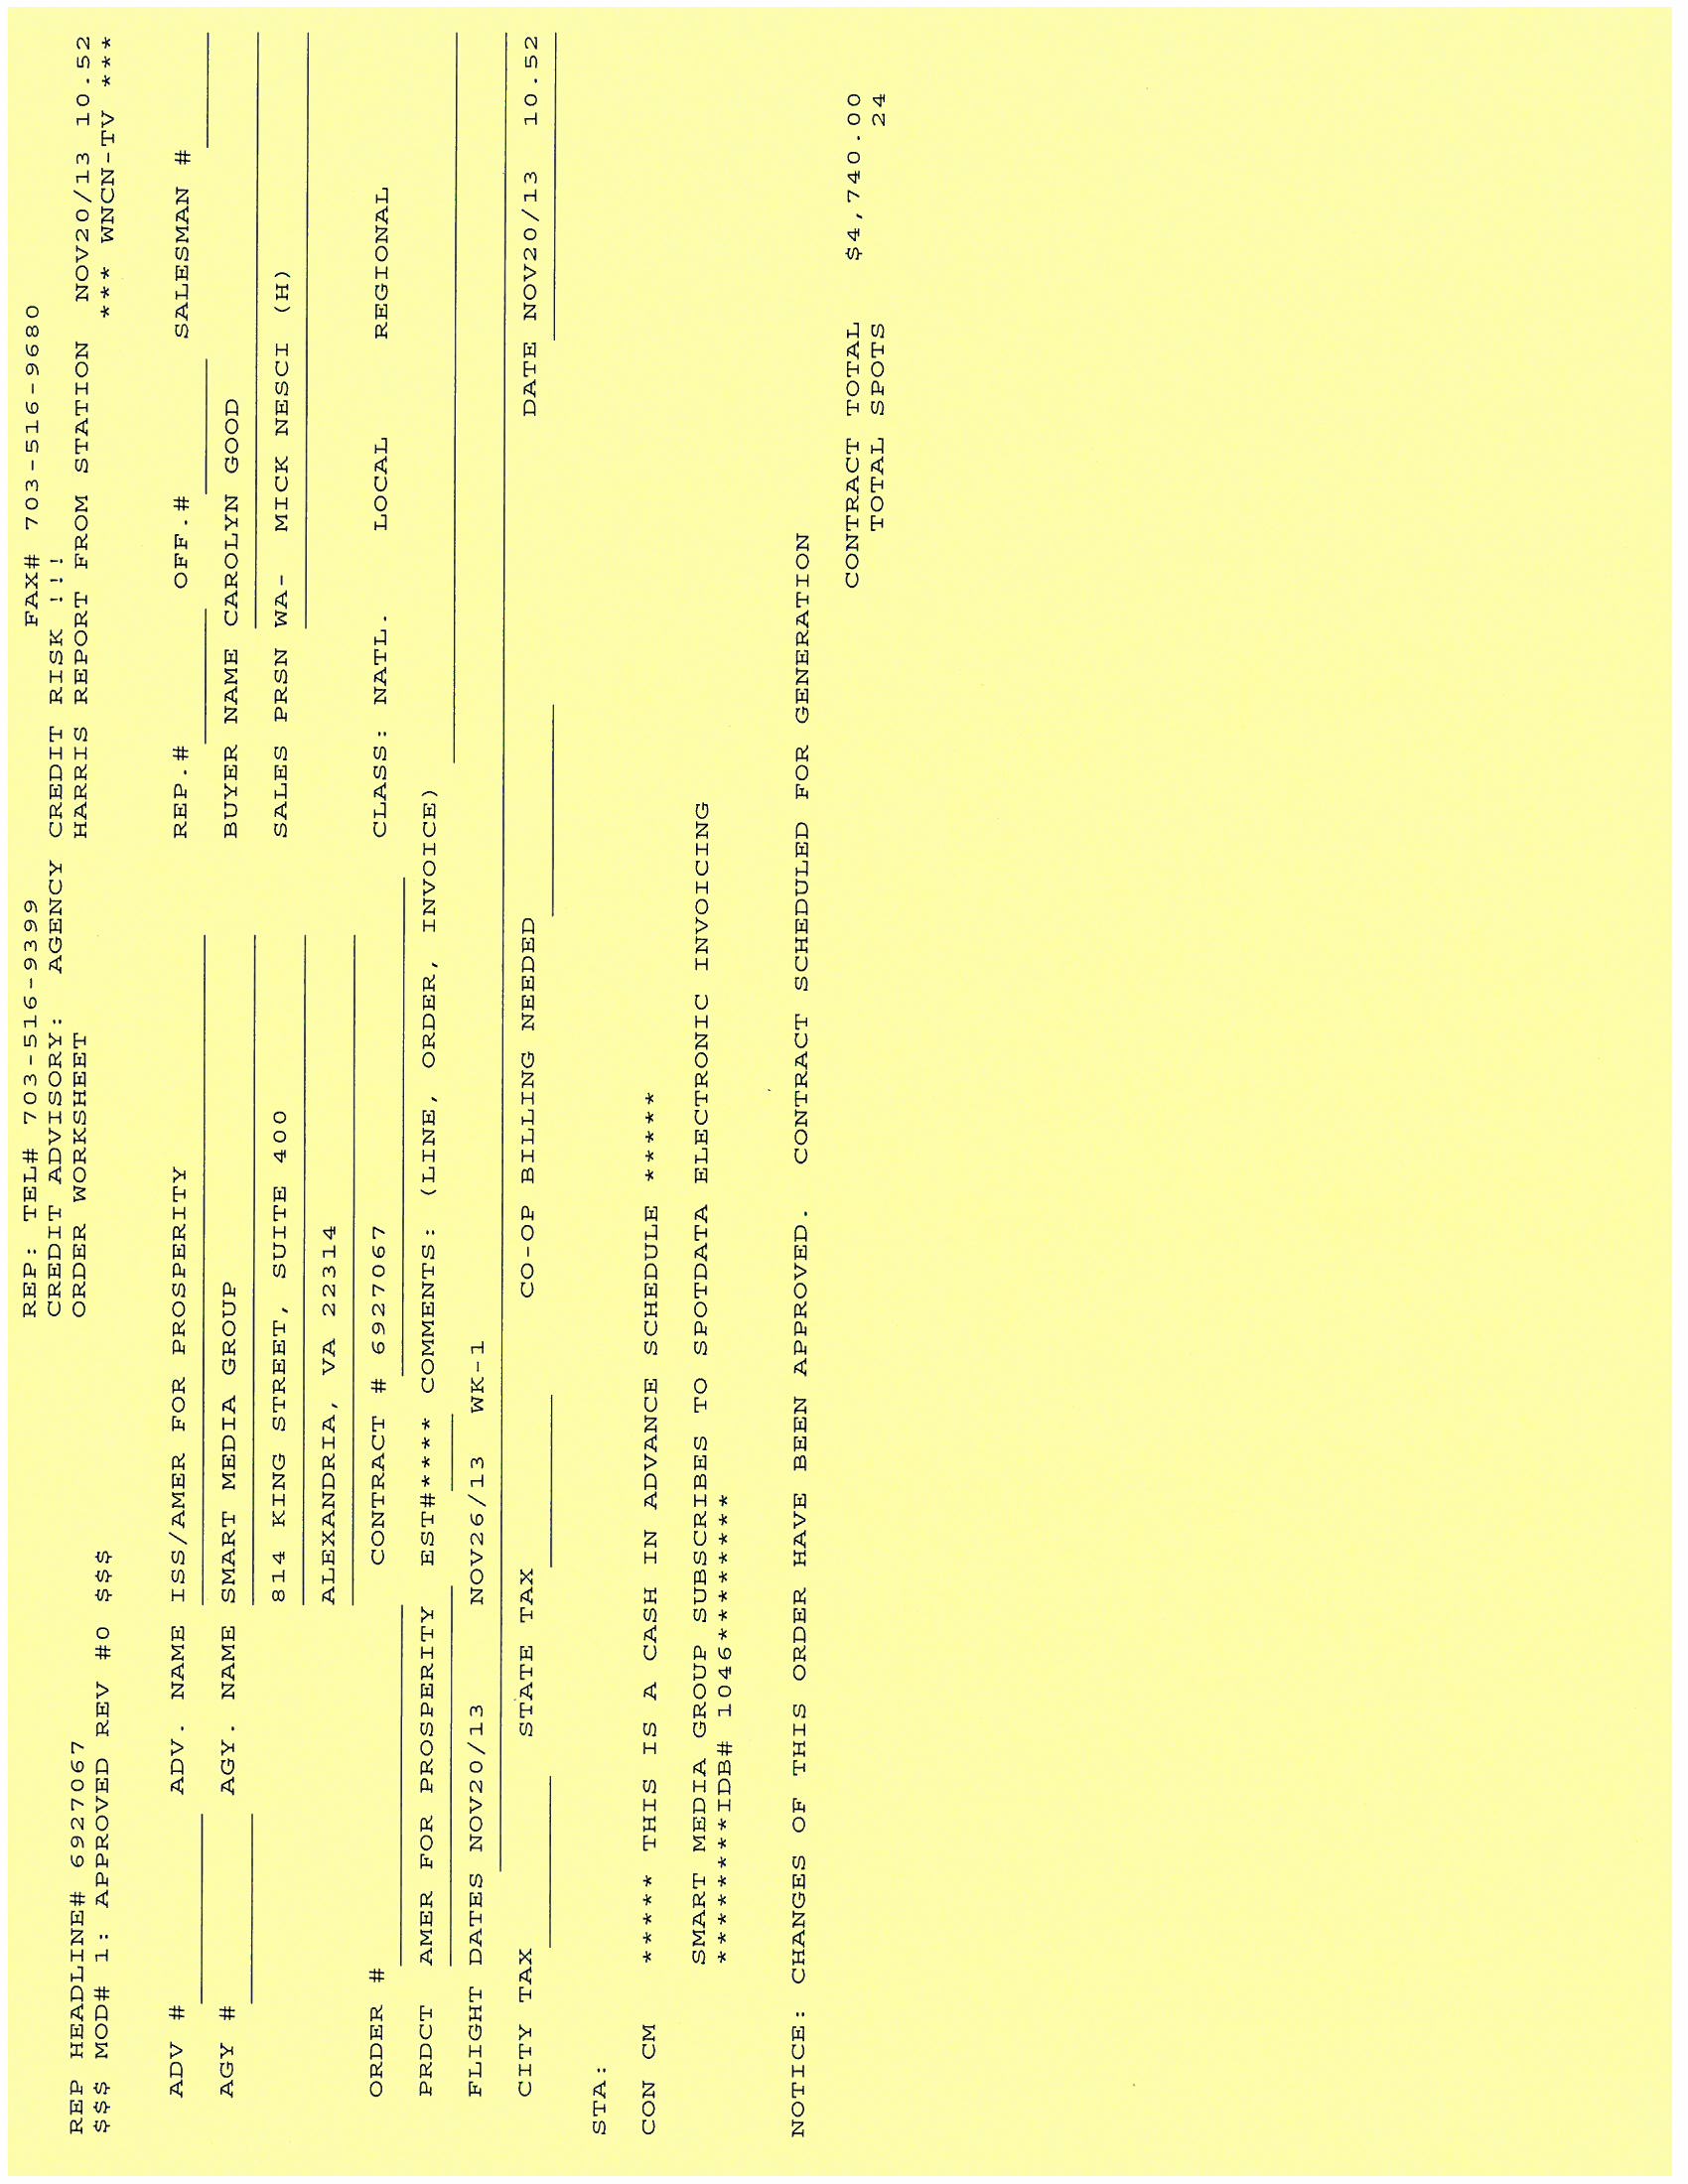 REP: TEL# 703-516-9399 FAX# 703-516-9680
CREDIT ADVISORY: AGENCY CREDIT RISK !!!
REP HEADLINE# 6927067 ORDER WORKSHEET HARRIS REPORT FROM STATION NOV20/13 10.52
$$$ MOD# 1: APPROVED REV #0 $$$ *** WNCN-TV ***
ADV # ADV. NAME ISS/AMER FOR PROSPERITY REP.# OFF.# SALESMAN #
AGY # AGY. NAME SMART MEDIA GROUP BUYER NAME CAROLYN GOOD
814 KING STREET, SUITE 400 SALES PRSN WA- MICK NESCI (H)
ALEXANDRIA, VA 22314
ORDER # CONTRACT # 6927067 CLASS: NATL. LOCAL REGIONAL
PRDCT AMER FOR PROSPERITY EST#**** COMMENTS: (LINE, ORDER, INVOICE)
FLIGHT DATES NOV20/13 NOV26/13 WK-1
CITY TAX STATE TAX CO-OP BILLING NEEDED DATE NOV20/13 10.52
STA:
CON CM ***** THIS IS A CASH IN ADVANCE SCHEDULE *****
SMART MEDIA GROUP SUBSCRIBES TO SPOTDATA ELECTRONIC INVOICING
*********IDB# 1046*********
NOTICE: CHANGES OF THIS ORDER HAVE BEEN APPROVED. CONTRACT SCHEDULED FOR GENERATION
CONTRACT TOTAL $4,740.00
TOTAL SPOTS 24